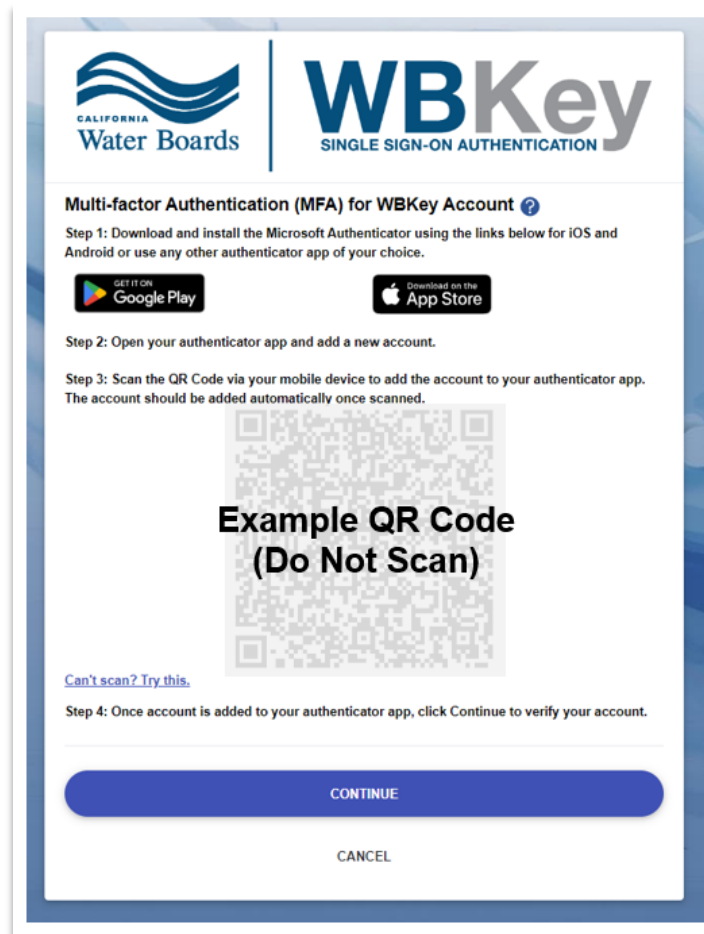 CALIFORNIA
Water Boards
WBKey
SINGLE SIGN-ON AUTHENTICATION
Multi-factor Authentication (MFA) for WBKey Account ?
Step 1: Download and install the Microsoft Authenticator using the links below for iOS and
Android or use any other authenticator app of your choice.
GET IT ON
Google Play
Download on the
App Store
Step 2: Open your authenticator app and add a new account.
Step 3: Scan the QR Code via your mobile device to add the account to your authenticator app.
The account should be added automatically once scanned.
Example QR Code
(Do Not Scan)
Can't scan? Try this.
Step 4: Once account is added to your authenticator app, click Continue to verify your account.
CONTINUE
CANCEL